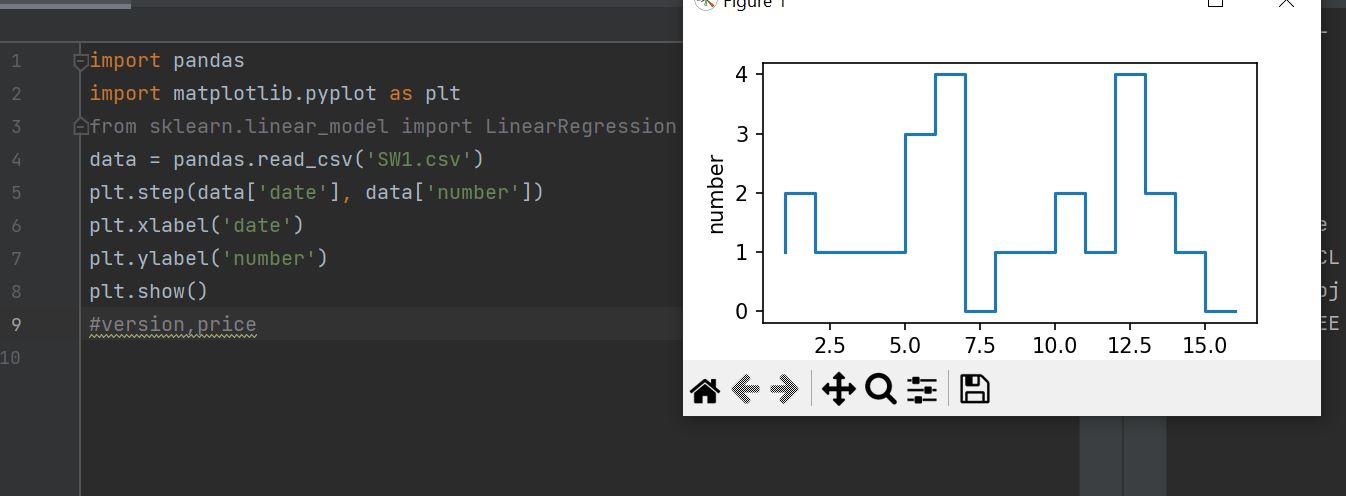 Figure 1
1 import pandas
2 import matplotlib.pyplot as plt
3 from sklearn.linear_model import LinearRegression
4 data = pandas.read_csv('SW1.csv')
5 plt.step(data['date'], data['number'])
6 plt.xlabel('date')
7 plt.ylabel('number')
8 plt.show()
9 #version,price
10
number
4
3
2
1
0
2.5 5.0 7.5 10.0 12.5 15.0
CL
EE